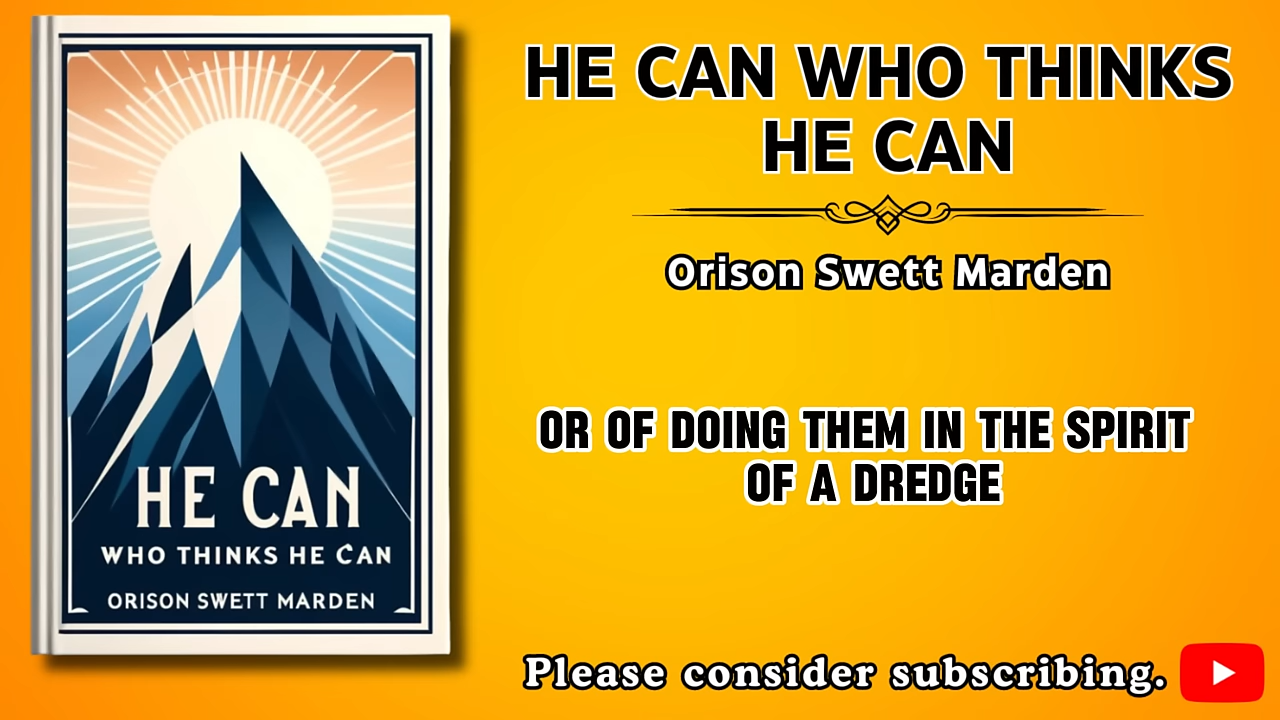 HE CAN
WHO THINKS HE CAN
ORISON SWETT MARDEN
HE CAN WHO THINKS
HE CAN
Orison Swett Marden
OR OF DOING THEM IN THE SPIRIT
OF A DREDGE
Please consider subscribing.